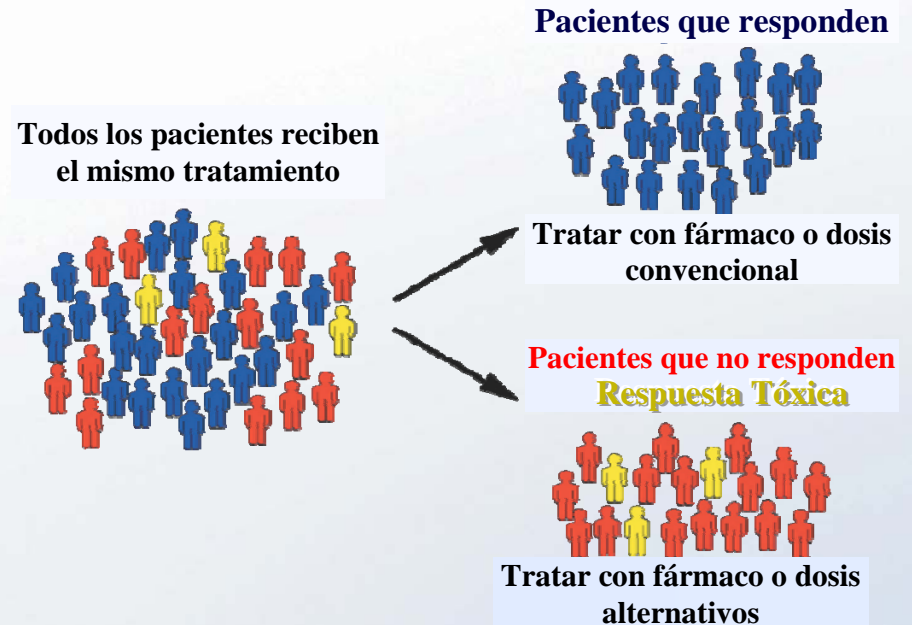 Todos los pacientes reciben
el mismo tratamiento
Pacientes que responden
Tratar con fármaco o dosis
convencional
Pacientes que no responden
Respuesta Tóxica
Tratar con fármaco o dosis
alternativos